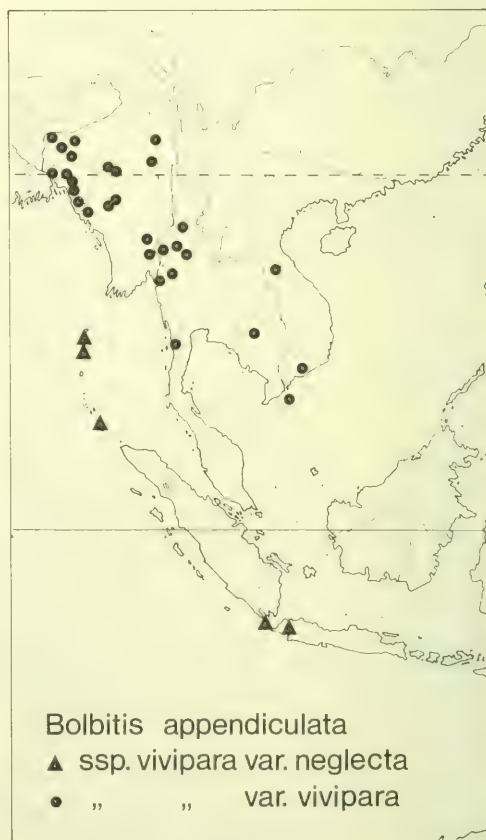 Bolbitis appendiculata
▲ ssp. vivipara var. neglecta
● ,, ,, var. vivipara